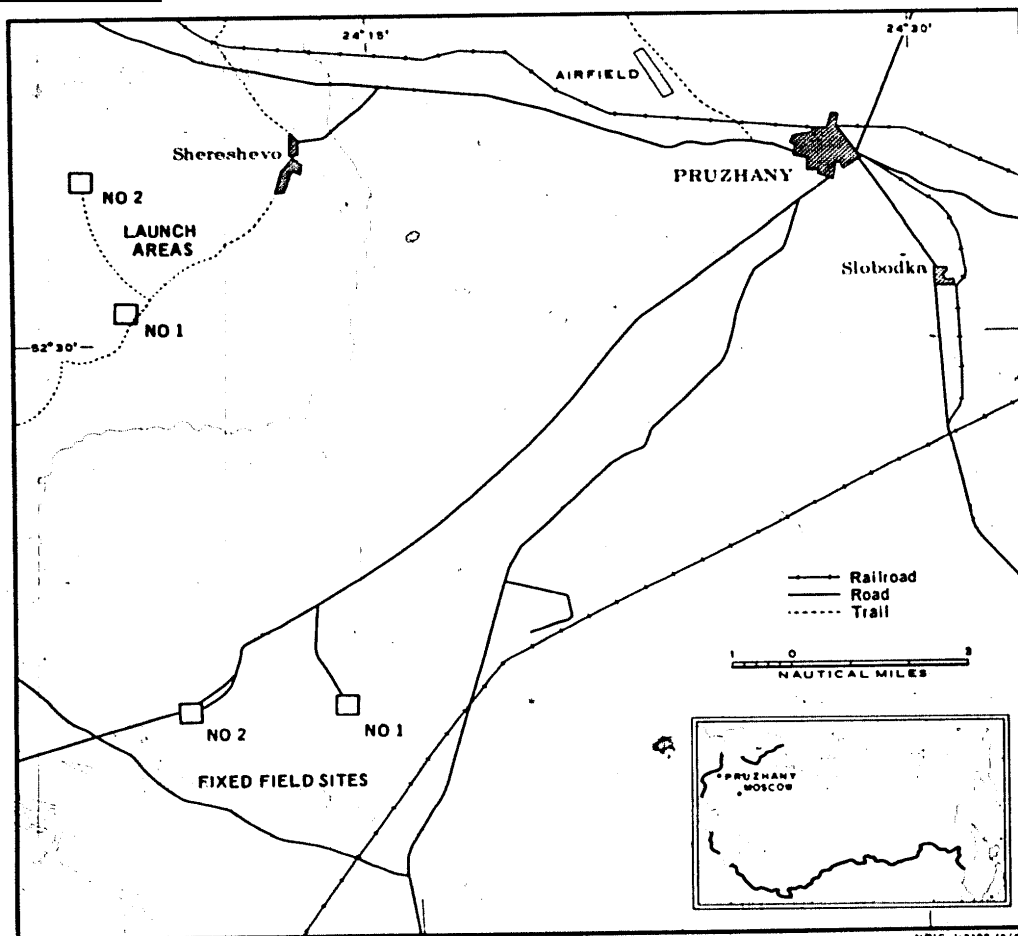 24° 15'
24° 30'
AIRFIELD
Shereshevo
PRUZHANY
NO 2
LAUNCH
AREAS
Slobodka
NO 1
52° 30'
Railroad
Road
Trail
1 0 3
NAUTICAL MILES
NO 2
NO 1
FIXED FIELD SITES
PRUZHANY
MOSCOW